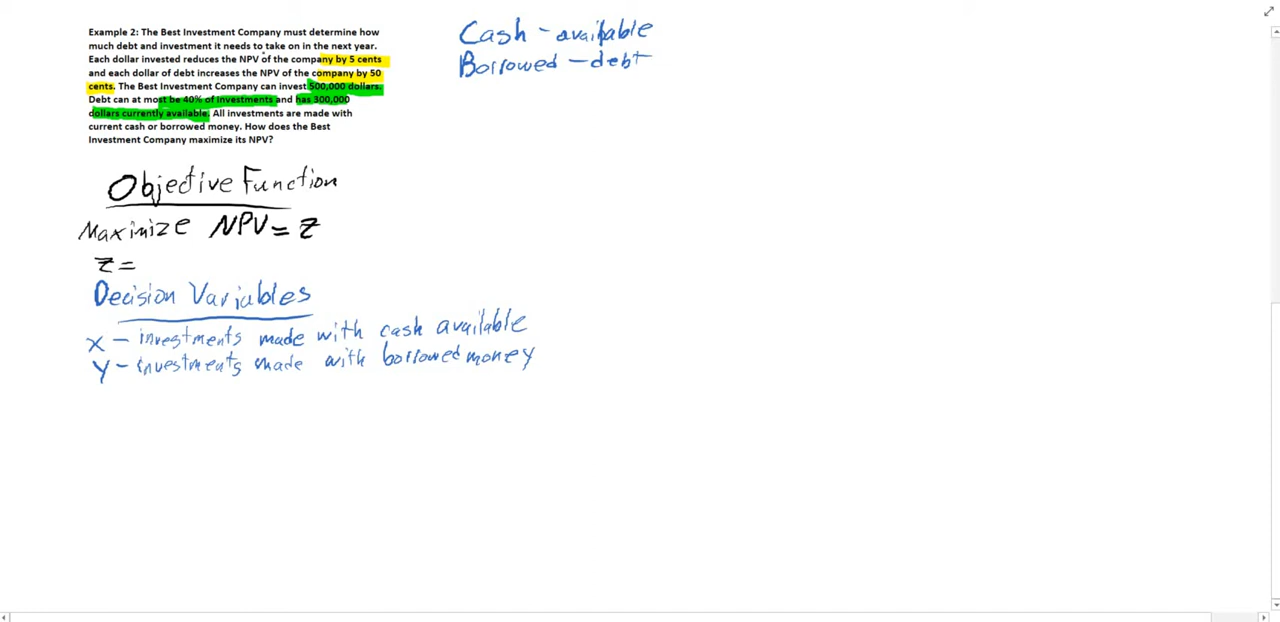 Example 2: The Best Investment Company must determine how
much debt and investment it needs to take on in the next year.
Each dollar invested reduces the NPV of the company by 5 cents
and each dollar of debt increases the NPV of the company by 50
cents. The Best Investment Company can invest 500,000 dollars.
Debt can at most be 40% of investments and has 300,000
dollars currently available. All investments are made with
current cash or borrowed money. How does the Best
Investment Company maximize its NPV?
Cash - available
Borrowed - debt
Objective Function
Maximize NPV = z
z =
Decision Variables
x - investments made with cash available
y - investments made with borrowed money